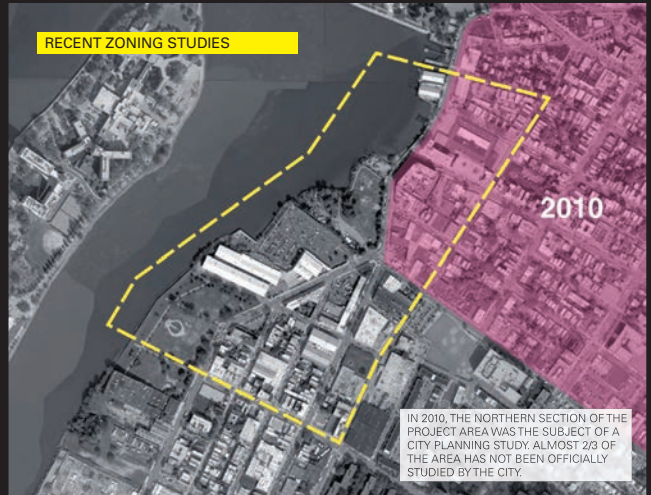 RECENT ZONING STUDIES
2010
IN 2010, THE NORTHERN SECTION OF THE
PROJECT AREA WAS THE SUBJECT OF A
CITY PLANNING STUDY. ALMOST 2/3 OF
THE AREA HAS NOT BEEN OFFICIALLY
STUDIED BY THE CITY.